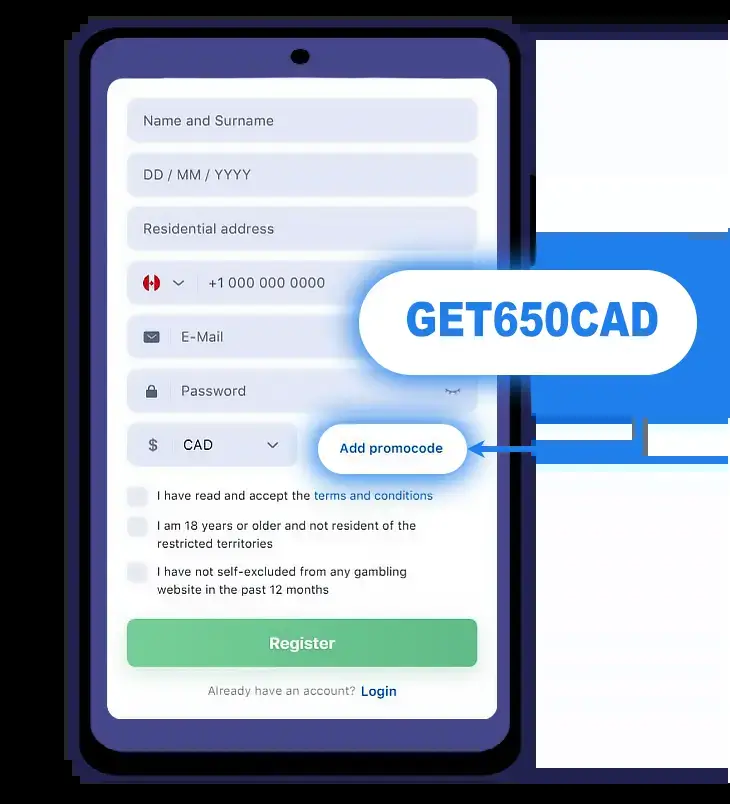 Name and Surname
DD / MM / YYYY
Residential address
+1 000 000 0000
GET650CAD
E-Mail
Password
$ CAD
Add promocode
I have read and accept the terms and conditions
I am 18 years or older and not resident of the
restricted territories
I have not self-excluded from any gambling
website in the past 12 months
Register
Already have an account? Login